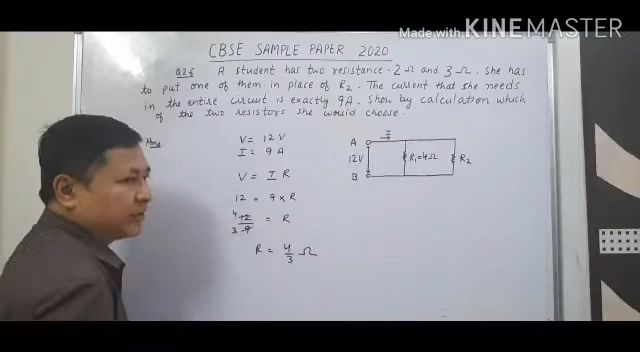 Made with KINEMASTER
CBSE SAMPLE PAPER 2020
Q26 A student has two resistance - 2 Ω and 3 Ω. She has
to put one of them in place of R2. The current that she needs
in the entire circuit is exactly 9A. Show by calculation which
of the two resistors she would choose.
Ans.
V = 12 V
I = 9 A
V = I R
12 = 9 × R
4 12 / 3 9 = R
R = 4/3 Ω
I
A
12V
R1=4Ω
R2
B